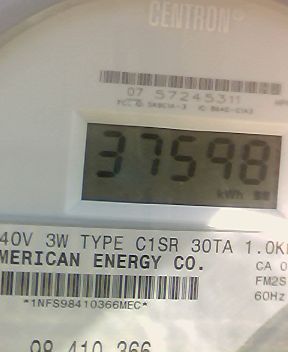 CENTRON®
07 57245311
37598
kWh
40V 3W TYPE C1SR 30TA 1.0K
MERICAN ENERGY CO.
CA 0
FM2S
60Hz
*1NFS98410366MEC*
98 410 366